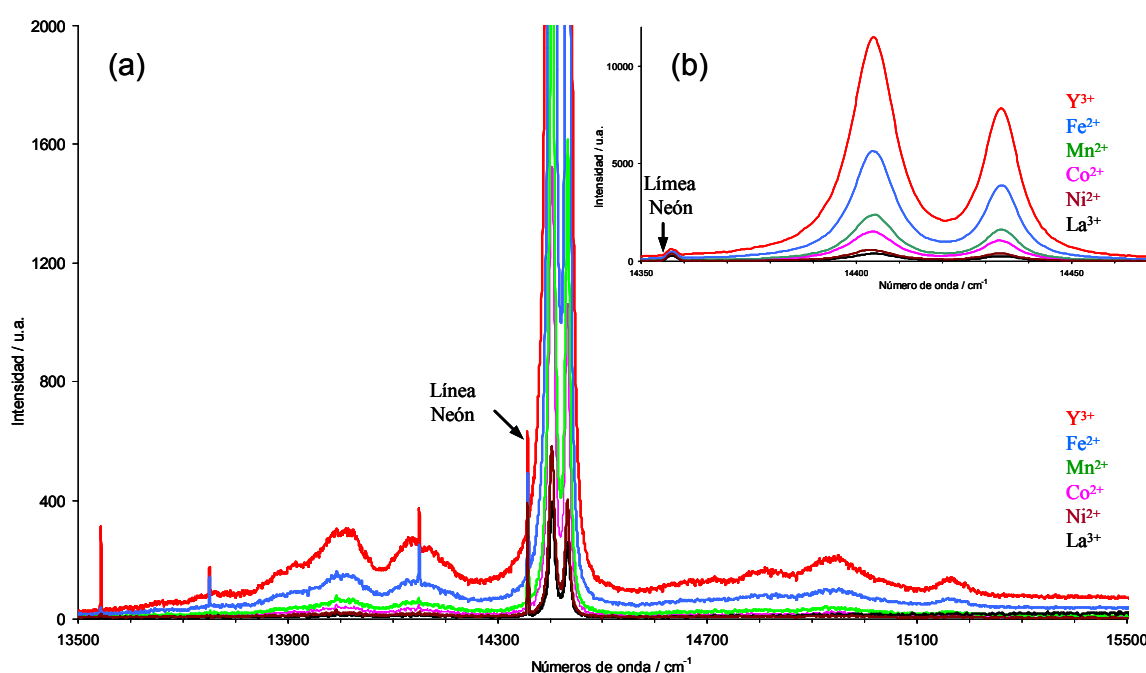 (a)
2000
1600
1200
800
400
0
Intensidad / u.a.
13500
13900
14300
14700
15100
15500
Números de onda / cm-1
Línea
Neón
Y3+
Fe2+
Mn2+
Co2+
Ni2+
La3+
(b)
10000
5000
0
Intensidad / u.a.
14350
14400
14450
Número de onda / cm-1
Límea
Neón
Y3+
Fe2+
Mn2+
Co2+
Ni2+
La3+